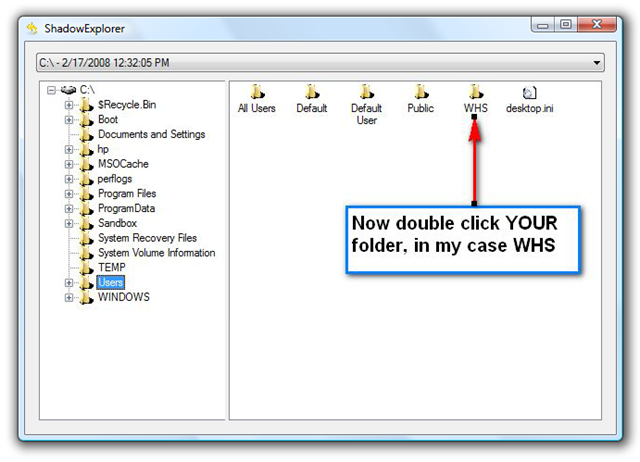 ShadowExplorer
C:\ - 2/17/2008 12:32:05 PM
C:\
$Recycle.Bin
Boot
Documents and Settings
hp
MSOCache
perflogs
Program Files
ProgramData
Sandbox
System Recovery Files
System Volume Information
TEMP
Users
WINDOWS
All Users
Default
Default
User
Public
WHS
desktop.ini
Now double click YOUR
folder, in my case WHS